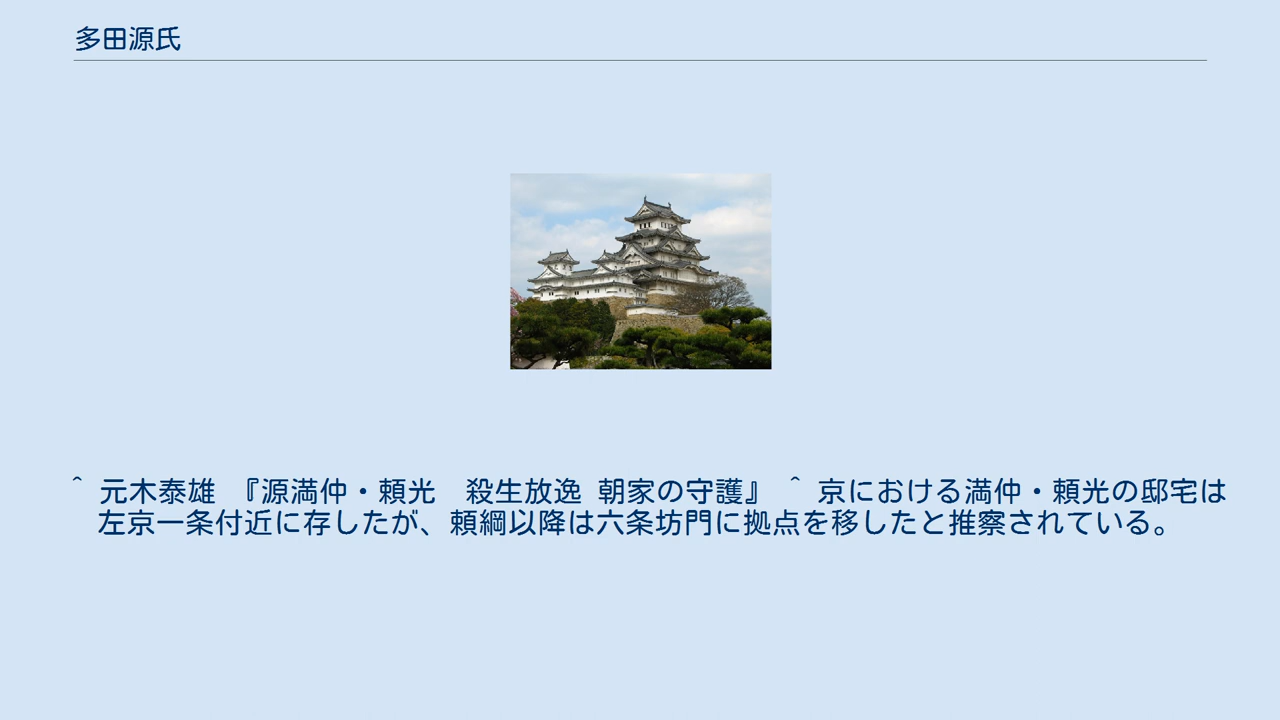 多田源氏
^ 元木泰雄 『源満仲・頼光　殺生放逸 朝家の守護』 ^ 京における満仲・頼光の邸宅は
左京一条付近に存したが、頼綱以降は六条坊門に拠点を移したと推察されている。